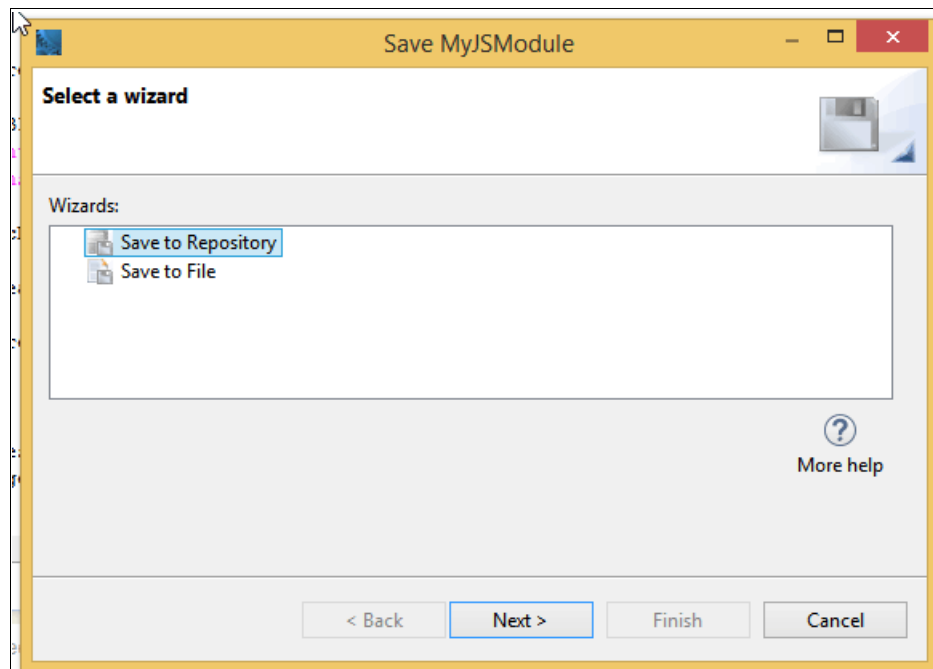 Save MyJSModule
Select a wizard
Wizards:
Save to Repository
Save to File
?
More help
< Back Next > Finish Cancel